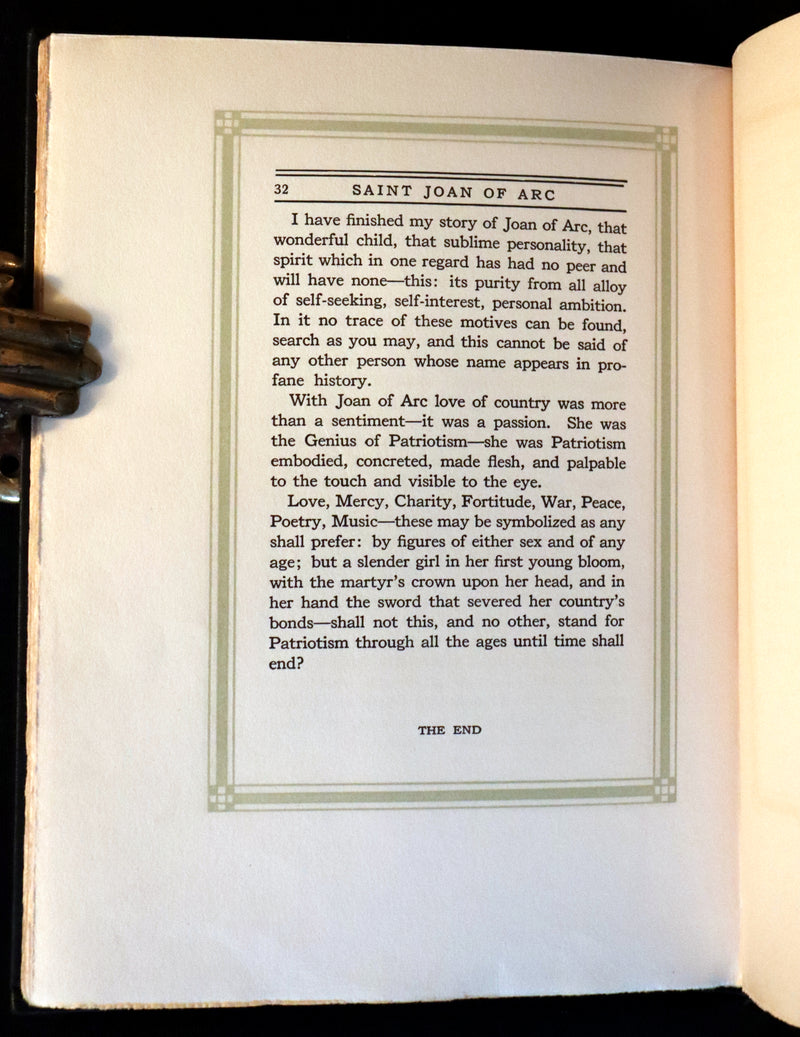 32 SAINT JOAN OF ARC
I have finished my story of Joan of Arc, that
wonderful child, that sublime personality, that
spirit which in one regard has had no peer and
will have none—this: its purity from all alloy
of self-seeking, self-interest, personal ambition.
In it no trace of these motives can be found,
search as you may, and this cannot be said of
any other person whose name appears in pro-
fane history.
With Joan of Arc love of country was more
than a sentiment—it was a passion. She was
the Genius of Patriotism—she was Patriotism
embodied, concreted, made flesh, and palpable
to the touch and visible to the eye.
Love, Mercy, Charity, Fortitude, War, Peace,
Poetry, Music—these may be symbolized as any
shall prefer: by figures of either sex and of any
age; but a slender girl in her first young bloom,
with the martyr's crown upon her head, and in
her hand the sword that severed her country's
bonds—shall not this, and no other, stand for
Patriotism through all the ages until time shall
end?
THE END